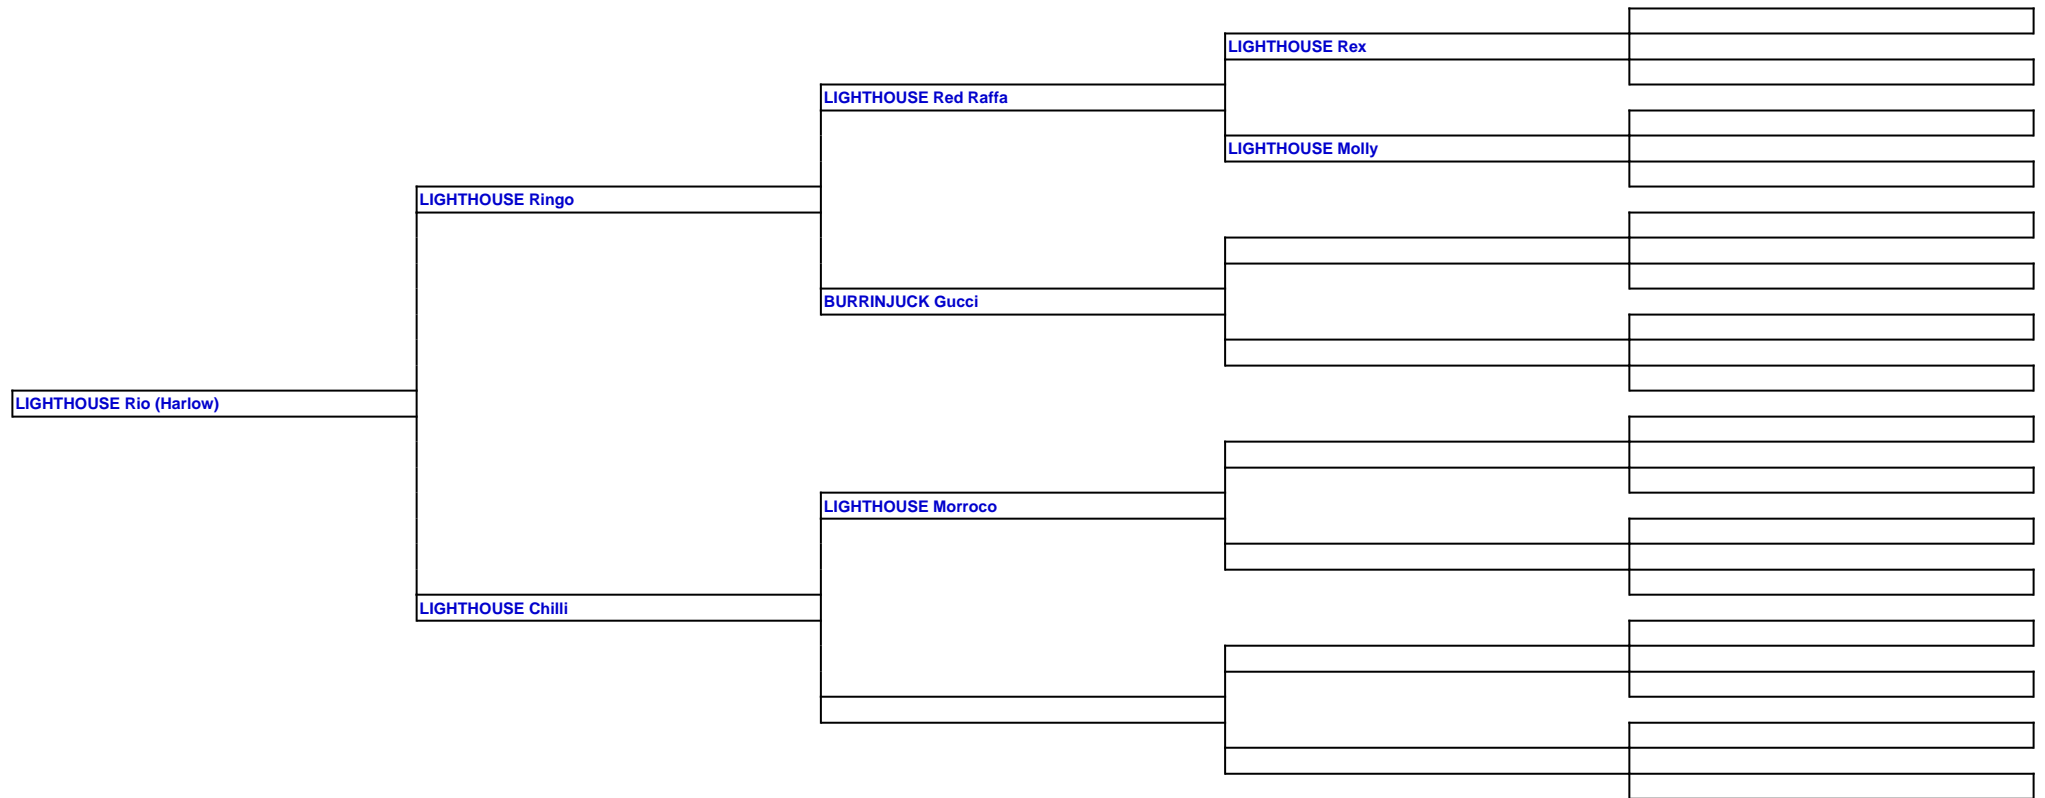 LIGHTHOUSE Rex
LIGHTHOUSE Red Raffa
LIGHTHOUSE Molly
LIGHTHOUSE Ringo
BURRINJUCK Gucci
LIGHTHOUSE Rio (Harlow)
LIGHTHOUSE Morroco
LIGHTHOUSE Chilli